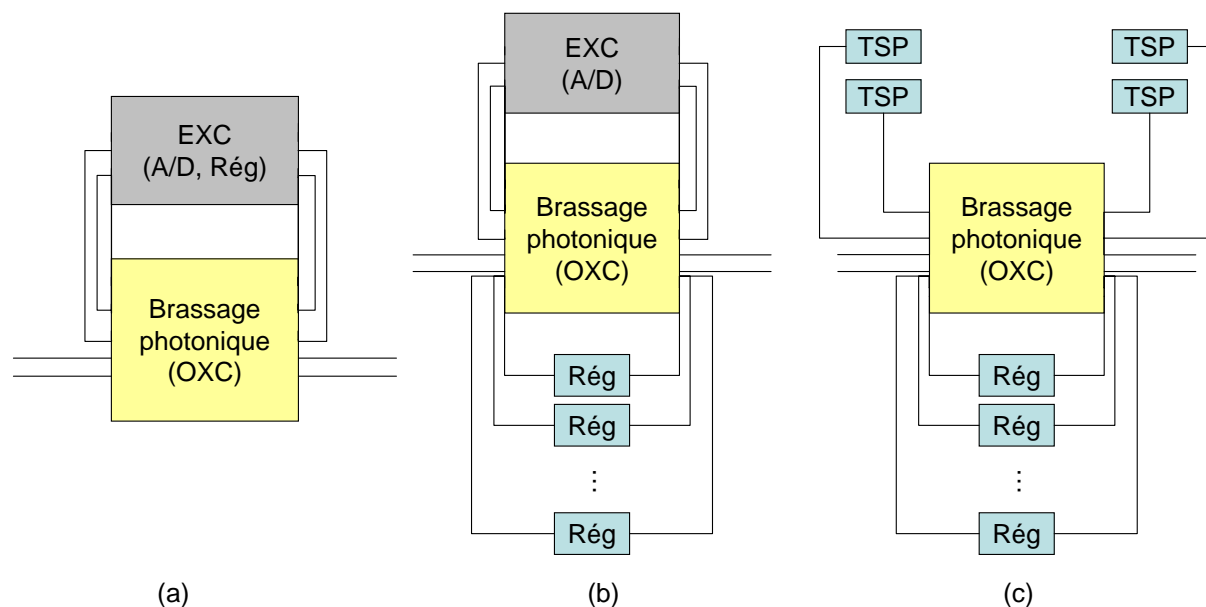 EXC
(A/D, Rég)
Brassage
photonique
(OXC)
(a)
EXC
(A/D)
Brassage
photonique
(OXC)
Rég
Rég
...
Rég
(b)
TSP
TSP
TSP
TSP
Brassage
photonique
(OXC)
Rég
Rég
...
Rég
(c)